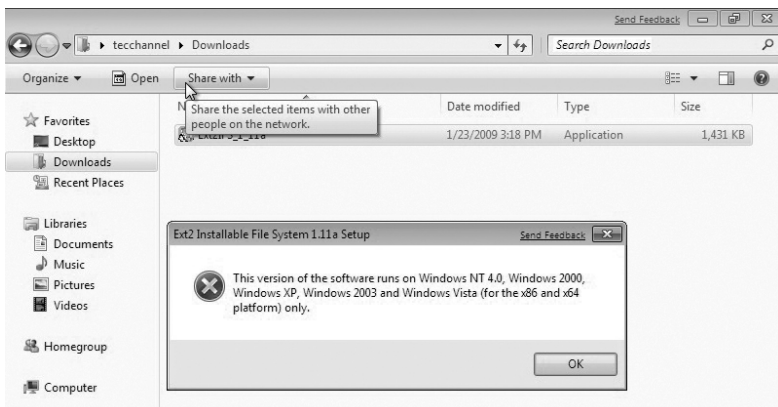 Send Feedback
tecchannel Downloads
Search Downloads
Organize Open Share with
Date modified Type Size
Share the selected items with other
people on the network.
1/23/2009 3:18 PM Application 1,431 KB
Favorites
Desktop
Downloads
Recent Places
Libraries
Documents
Music
Pictures
Videos
Homegroup
Computer
Ext2 Installable File System 1.11a Setup Send Feedback
This version of the software runs on Windows NT 4.0, Windows 2000,
Windows XP, Windows 2003 and Windows Vista (for the x86 and x64
platform) only.
OK